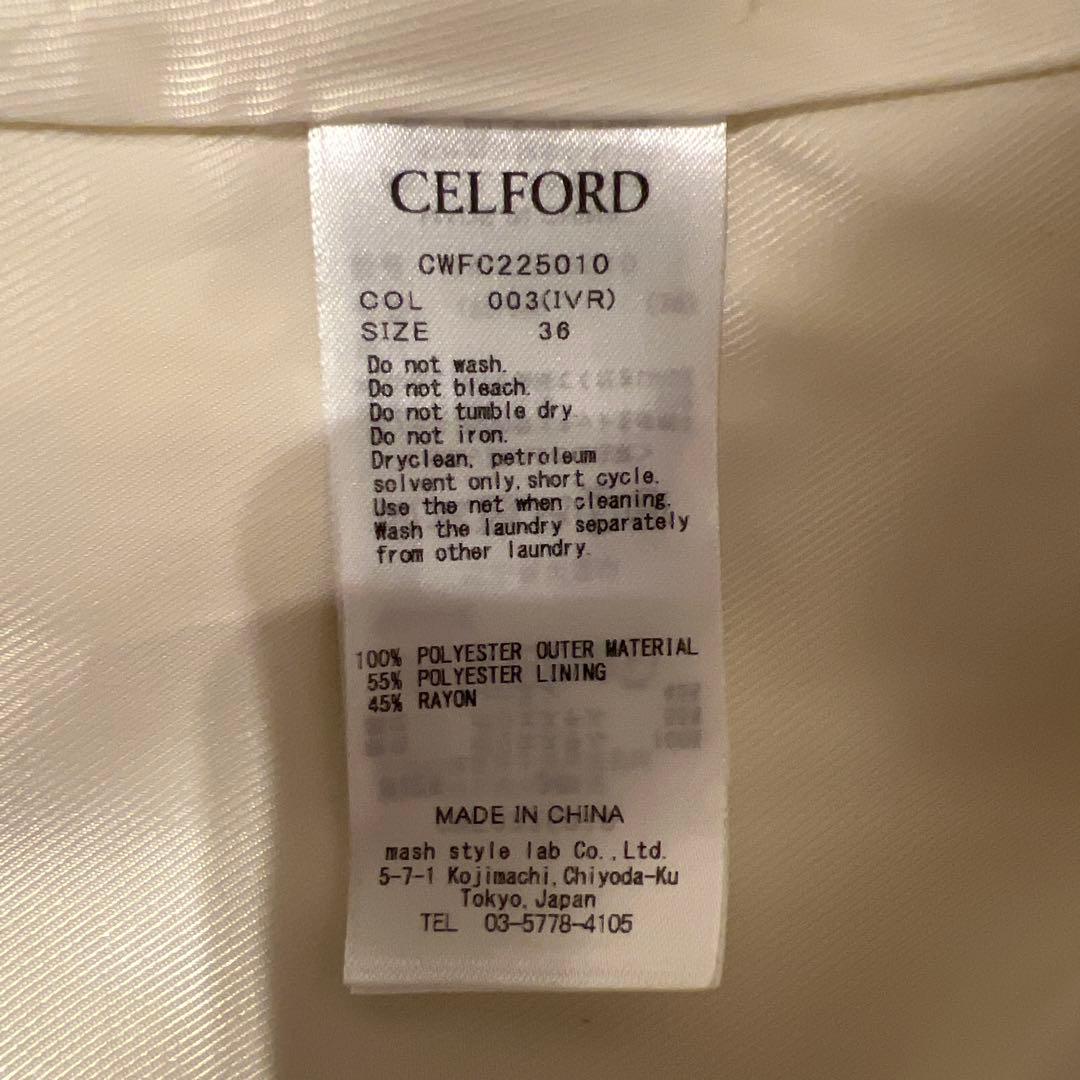 CELFORD
CWFC225010
COL 003(IVR)
SIZE 36
Do not wash.
Do not bleach.
Do not tumble dry.
Do not iron.
Dryclean, petroleum
solvent only, short cycle.
Use the net when cleaning.
Wash the laundry separately
from other laundry.
100% POLYESTER OUTER MATERIAL
55% POLYESTER LINING
45% RAYON
MADE IN CHINA
mash style lab Co.,Ltd.
5-7-1 Kojimachi, Chiyoda-Ku
Tokyo, Japan
TEL 03-5778-4105